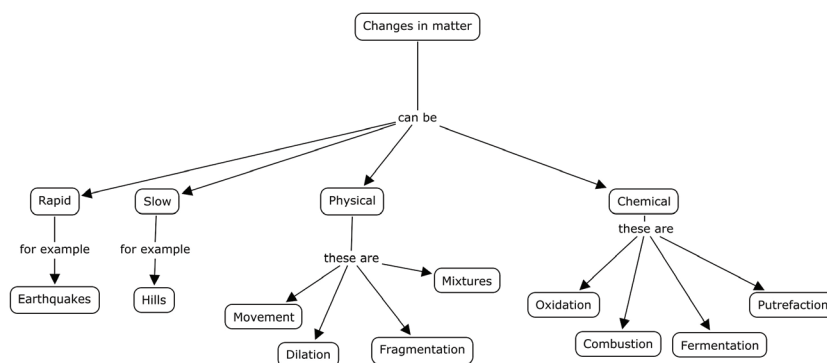 Changes in matter
can be
Rapid
Slow
Physical
Chemical
for example
for example
these are
these are
Earthquakes
Hills
Movement
Dilation
Fragmentation
Mixtures
Oxidation
Combustion
Fermentation
Putrefaction